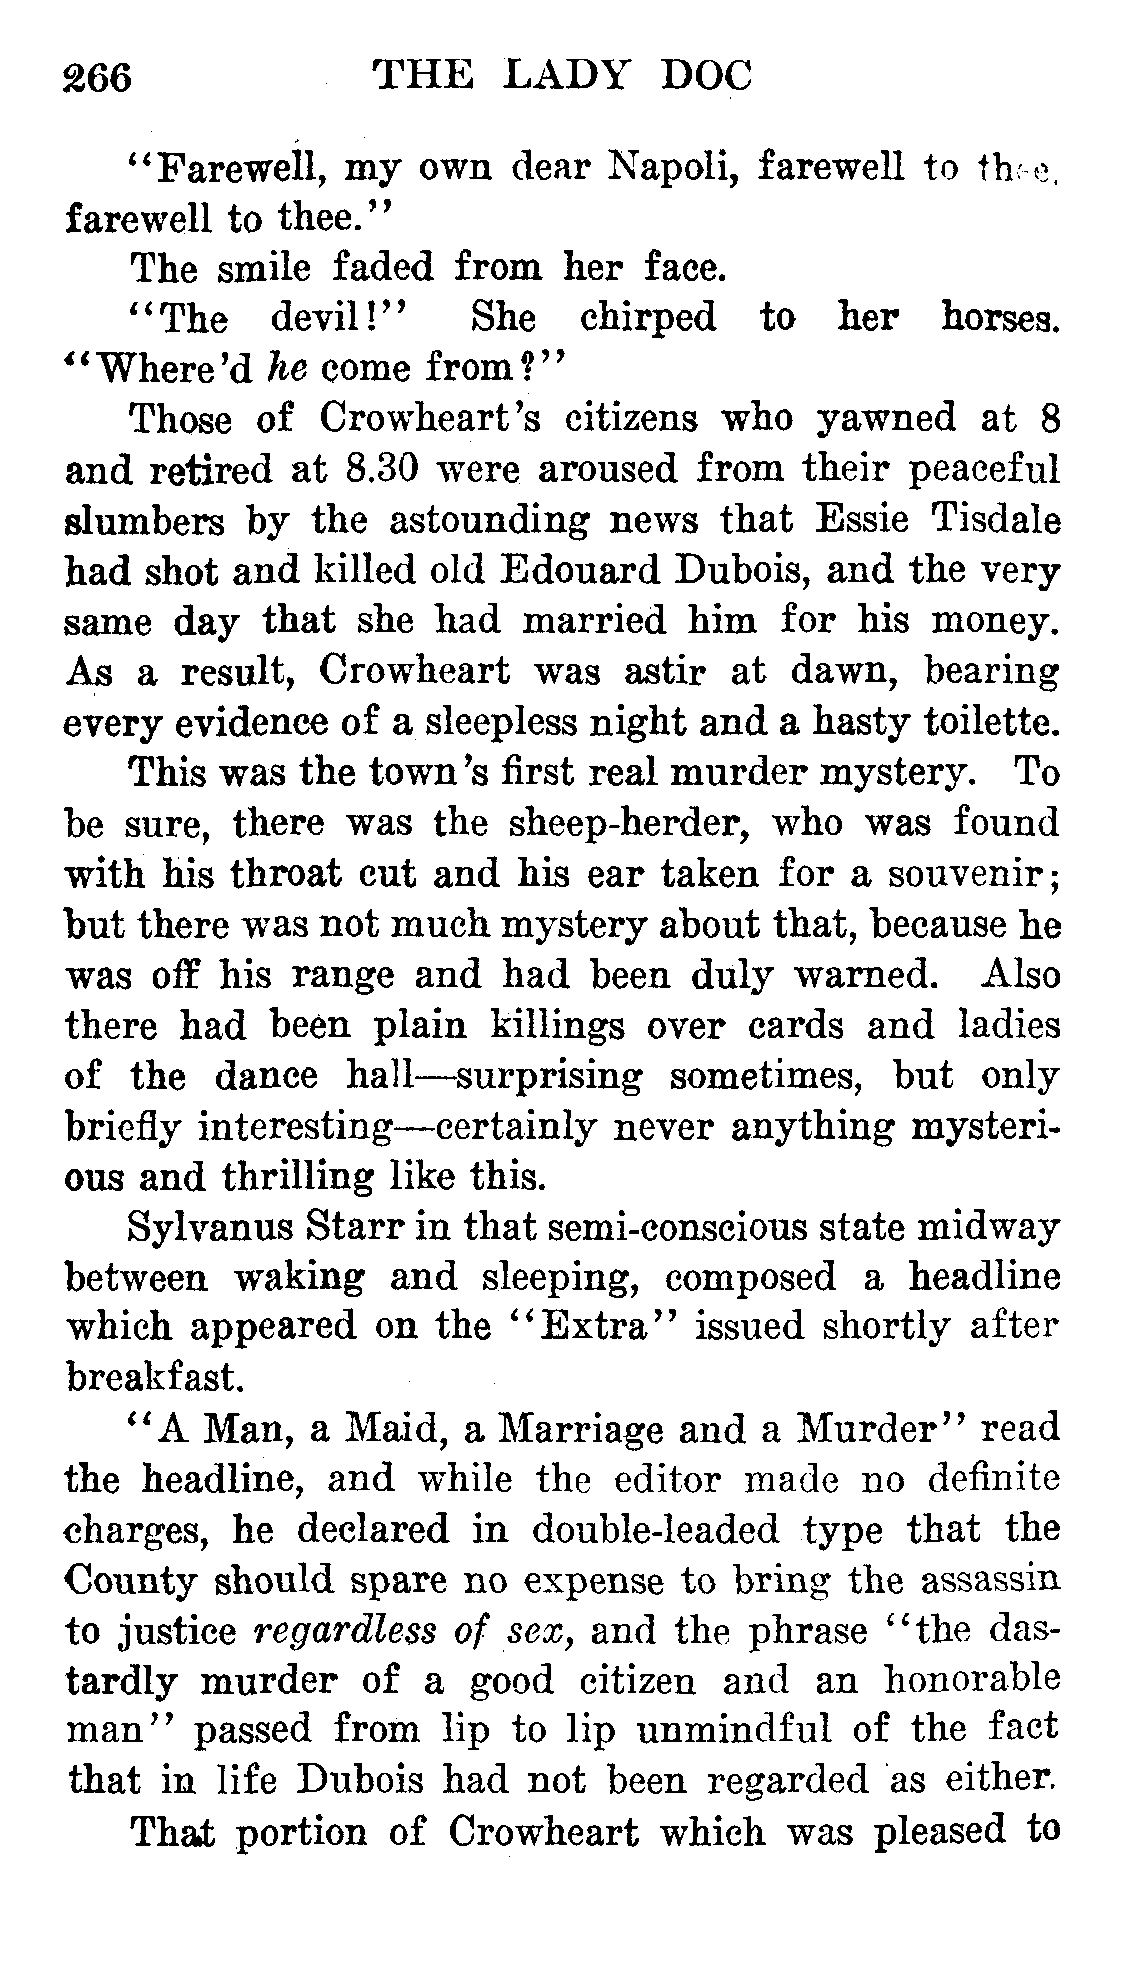 266 THE LADY DOC
"Farewell, my own dear Napoli, farewell to thee,
farewell to thee."
The smile faded from her face.
"The devil!" She chirped to her horses.
"Where'd he come from?"
Those of Crowheart's citizens who yawned at 8
and retired at 8.30 were aroused from their peaceful
slumbers by the astounding news that Essie Tisdale
had shot and killed old Edouard Dubois, and the very
same day that she had married him for his money.
As a result, Crowheart was astir at dawn, bearing
every evidence of a sleepless night and a hasty toilette.
This was the town's first real murder mystery. To
be sure, there was the sheep-herder, who was found
with his throat cut and his ear taken for a souvenir;
but there was not much mystery about that, because he
was off his range and had been duly warned. Also
there had been plain killings over cards and ladies
of the dance hall—surprising sometimes, but only
briefly interesting—certainly never anything mysteri-
ous and thrilling like this.
Sylvanus Starr in that semi-conscious state midway
between waking and sleeping, composed a headline
which appeared on the "Extra" issued shortly after
breakfast.
"A Man, a Maid, a Marriage and a Murder" read
the headline, and while the editor made no definite
charges, he declared in double-leaded type that the
County should spare no expense to bring the assassin
to justice regardless of sex, and the phrase "the das-
tardly murder of a good citizen and an honorable
man" passed from lip to lip unmindful of the fact
that in life Dubois had not been regarded as either.
That portion of Crowheart which was pleased to